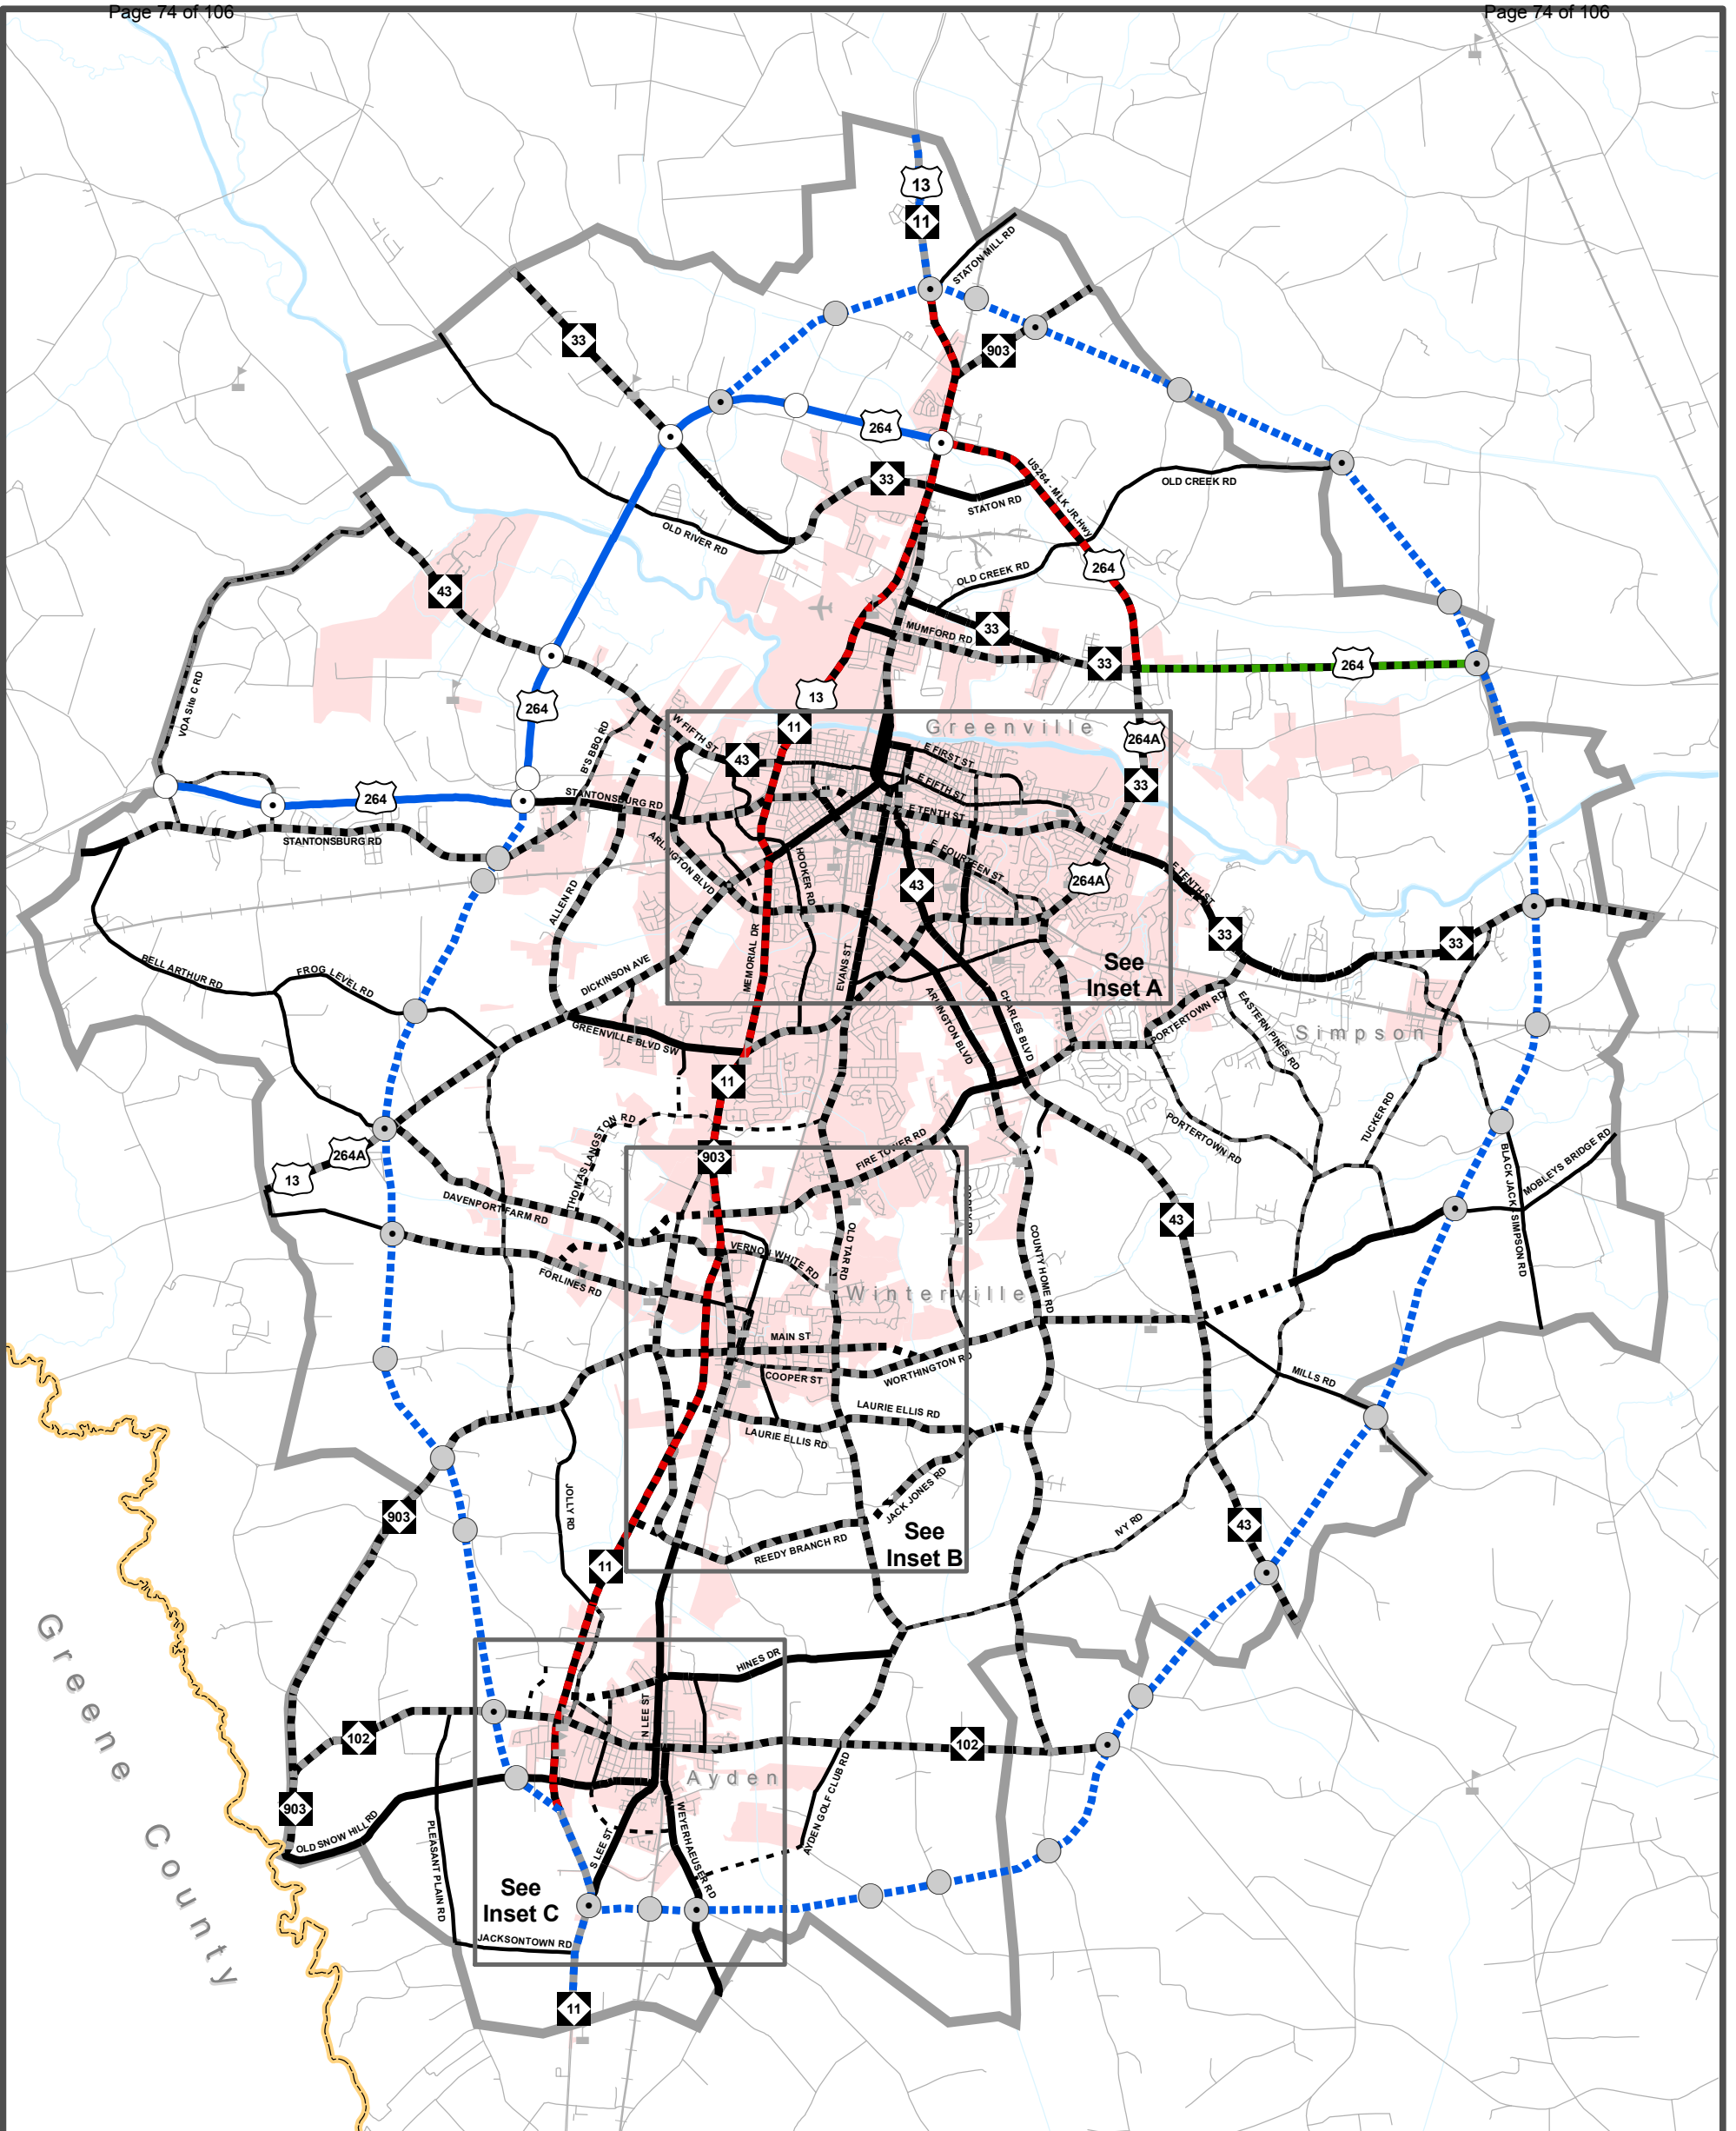 Page 74 of 106
Page 74 of 106
13
11
STATON MILL RD
33
903
264
33
STATON RD
US264 - MLK JR.Hwy
OLD CREEK RD
OLD RIVER RD
264
OLD CREEK RD
43
MUMFORD RD
33
33
264
VOA Site C RD
264
13
11
Greenville
264A
W FIFTH ST
43
B'S BBQ RD
E FIRST ST
33
E FIFTH ST
264
STANTONSBURG RD
E TENTH ST
STANTONSBURG RD
ARLINGTON BLVD
HOOKER RD
E FOURTEEN ST
43
264A
E TENTH ST
ALLEN RD
33
33
MEMORIAL DR
EVANS ST
See
Inset A
BELL ARTHUR RD
FROG LEVEL RD
DICKINSON AVE
GREENVILLE BLVD SW
ARLINGTON BLVD
CHARLES BLVD
PORTERTOWN RD
EASTERN PINES RD
Simpson
11
THOMAS LANGSTON RD
TUCKER RD
PORTERTOWN RD
903
FIRE TOWER RD
264A
13
BLACK JACK SIMPSON RD
MOBLEYS BRIDGE RD
DAVENPORT FARM RD
43
VERNON WHITE RD
OLD TAR RD
COUNTY HOME RD
FORLINES RD
Winterville
MAIN ST
COOPER ST
WORTHINGTON RD
MILLS RD
LAURIE ELLIS RD
LAURIE ELLIS RD
JOLLY RD
JACK JONES RD
903
REEDY BRANCH RD
See
Inset B
IVY RD
43
11
Greene County
HINES DR
N LEE ST
102
102
Ayden
903
OLD SNOW HILL RD
PLEASANT PLAIN RD
S LEE ST
WEYERHAEUSER RD
AYDEN GOLF CLUB RD
See
Inset C
JACKSONTOWN RD
11